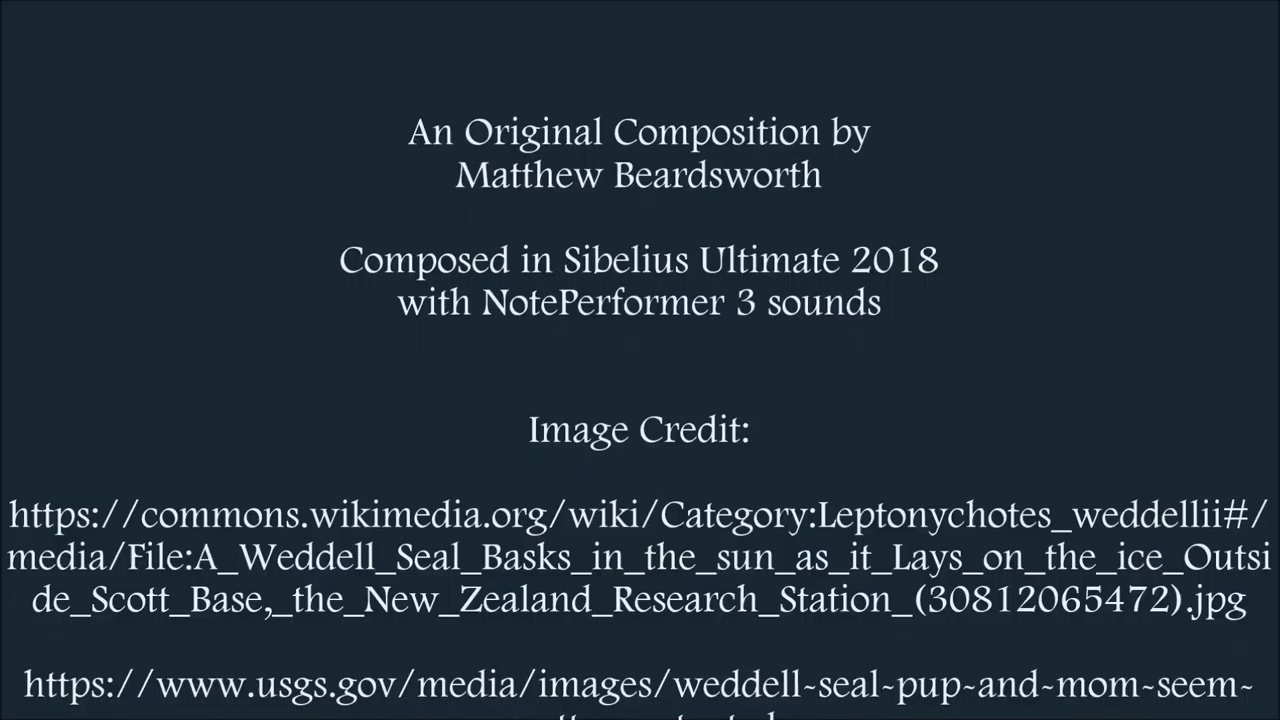 An Original Composition by
Matthew Beardsworth
Composed in Sibelius Ultimate 2018
with NotePerformer 3 sounds
Image Credit:
https://commons.wikimedia.org/wiki/Category:Leptonychotes_weddellii#/
media/File:A_Weddell_Seal_Basks_in_the_sun_as_it_Lays_on_the_ice_Outsi
de_Scott_Base,_the_New_Zealand_Research_Station_(30812065472).jpg
https://www.usgs.gov/media/images/weddell-seal-pup-and-mom-seem-